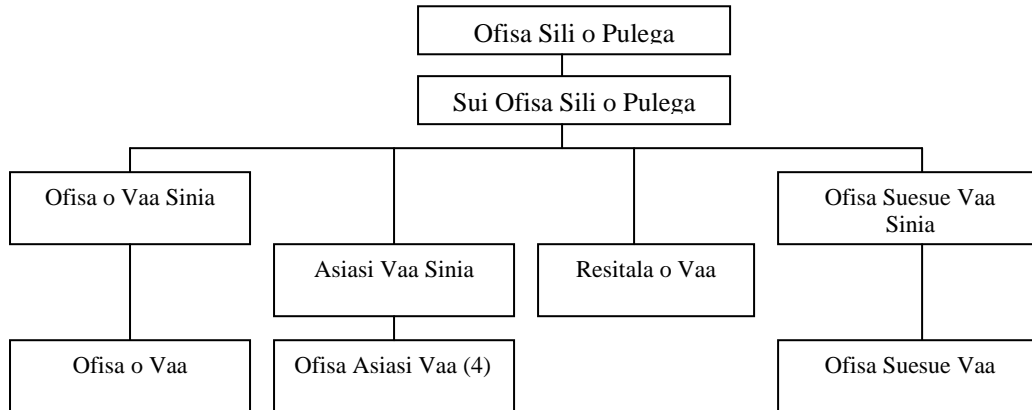 Ofisa Sili o Pulega
Sui Ofisa Sili o Pulega
Ofisa o Vaa Sinia
Ofisa Suesue Vaa
Sinia
Asiasi Vaa Sinia
Resitala o Vaa
Ofisa o Vaa
Ofisa Asiasi Vaa (4)
Ofisa Suesue Vaa